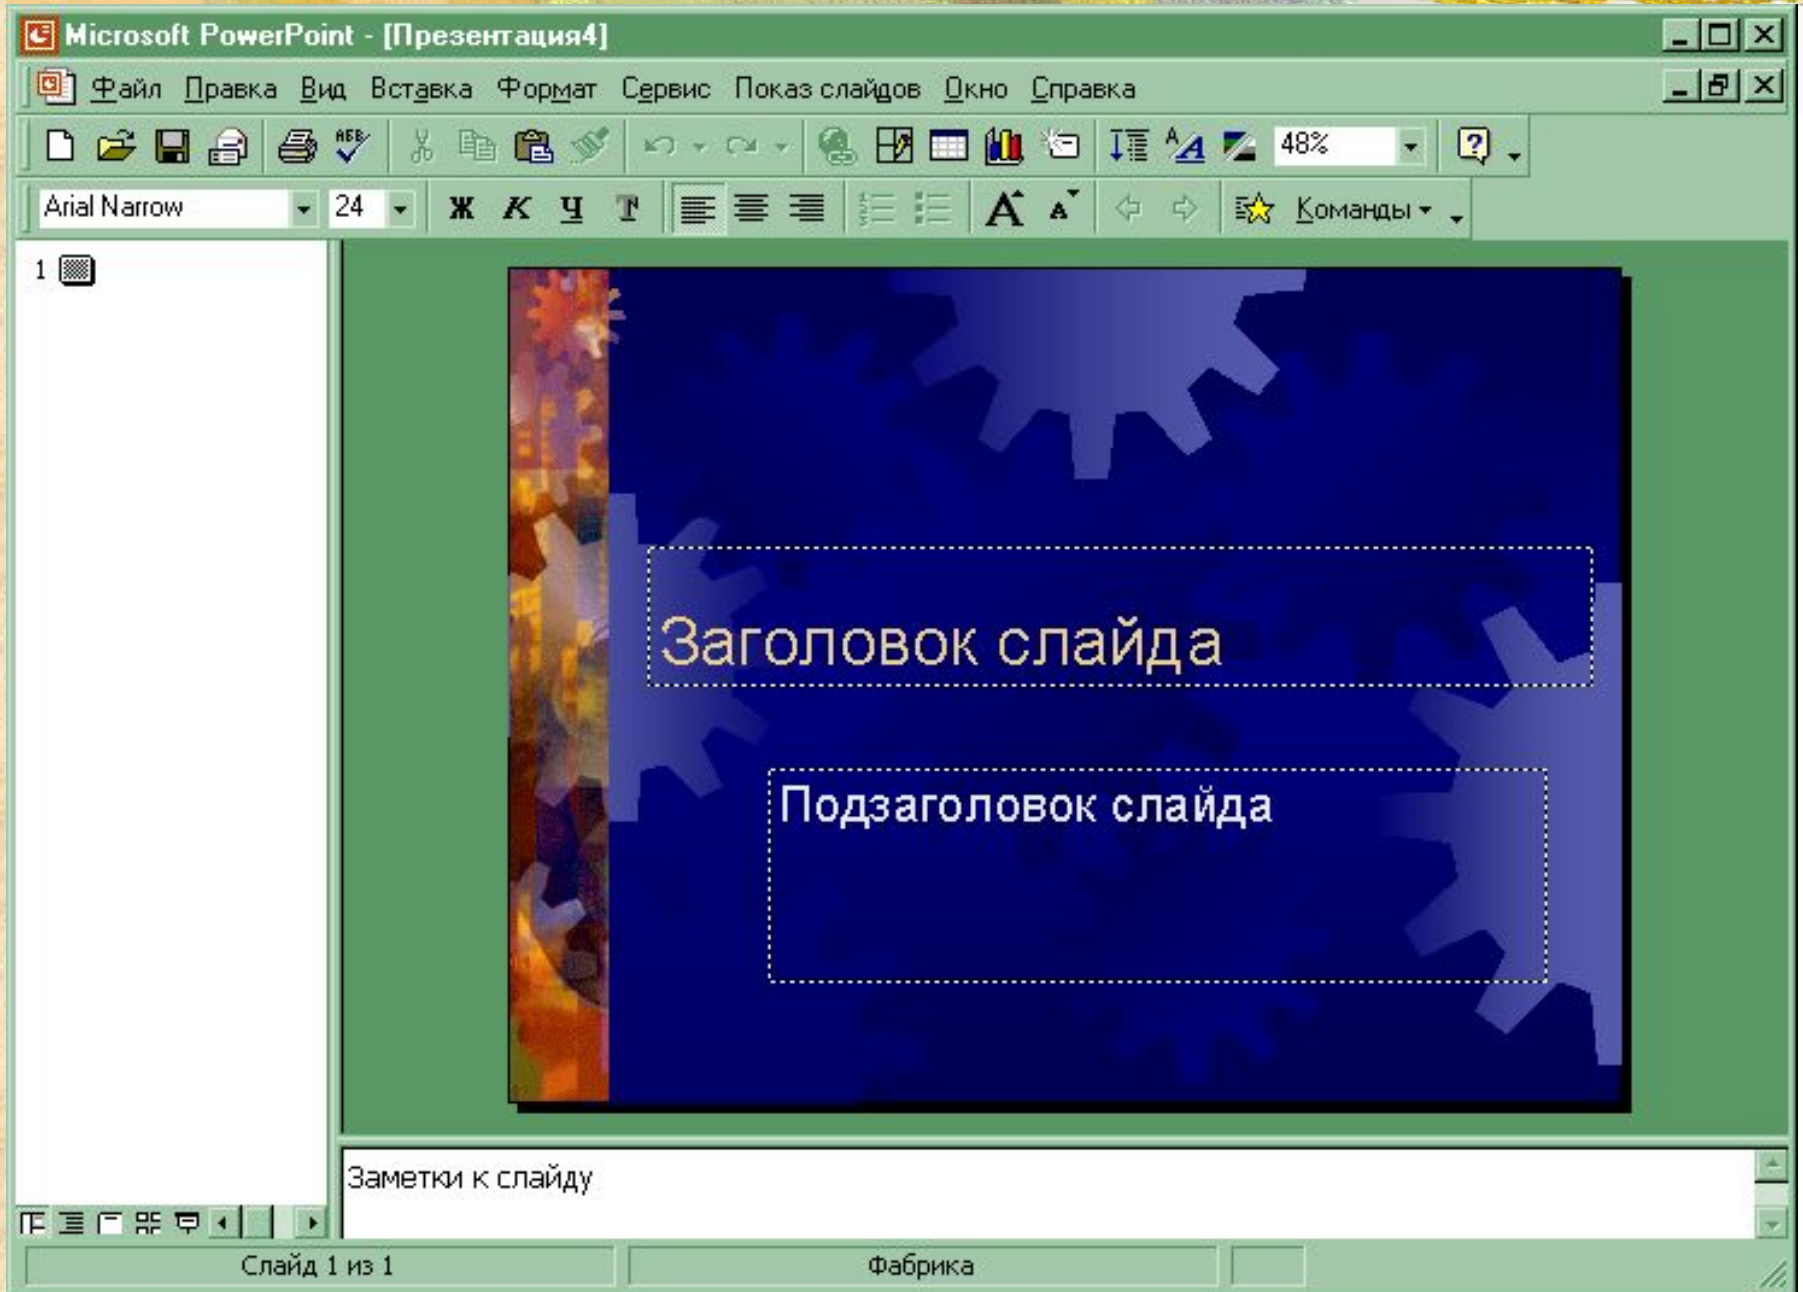 Microsoft PowerPoint - [Презентация4]
Файл Правка Вид Вставка Формат Сервис Показ слайдов Окно Справка
АБВ 48%
Arial Narrow 24 Ж К Ч Т А А Команды
1
Заголовок слайда
Подзаголовок слайда
Заметки к слайду
Слайд 1 из 1 Фабрика